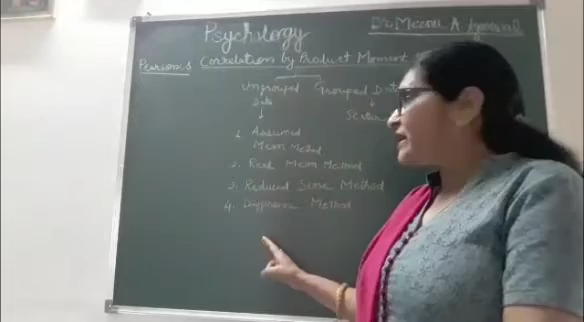 Psychology
Dr. Meenu A. Agarwal
Pearson's Correlation by Product Moment
Ungrouped Grouped Data
Data
1. Assumed
Mean Method
2. Real Mean Method
3. Reduced Score Method
4. Difference Method